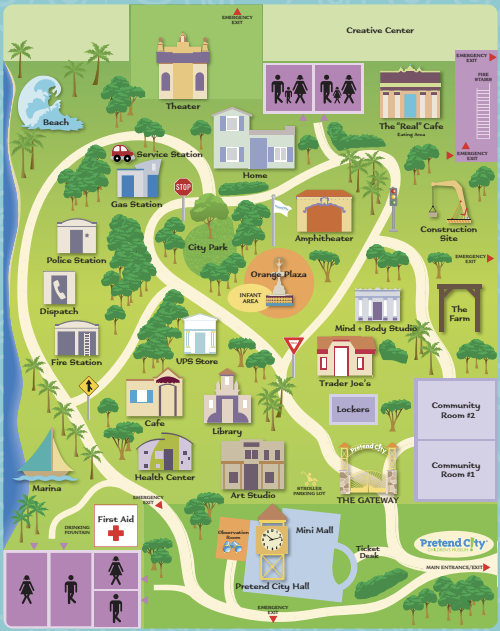 EMERGENCY
EXIT
Creative Center
EMERGENCY
EXIT
FIRE
STAIRS
Theater
Beach
The "Real" Cafe
Eating Area
EMERGENCY
EXIT
Service Station
Home
STOP
Gas Station
Amphitheater
Construction
Site
City Park
Police Station
EMERGENCY
EXIT
Orange Plaza
INFANT
AREA
Dispatch
The
Farm
Mind + Body Studio
Fire Station
UPS Store
Trader Joe's
Cafe
Lockers
Community
Room #2
Library
Pretend City
Health Center
Community
Room #1
Marina
Art Studio
STROLLER
PARKING LOT
THE GATEWAY
EMERGENCY
EXIT
First Aid
DRINKING
FOUNTAIN
Observation
Room
Mini Mall
Ticket
Desk
Pretend City
CHILDREN'S MUSEUM
MAIN ENTRANCE/EXIT
Pretend City Hall
EMERGENCY
EXIT